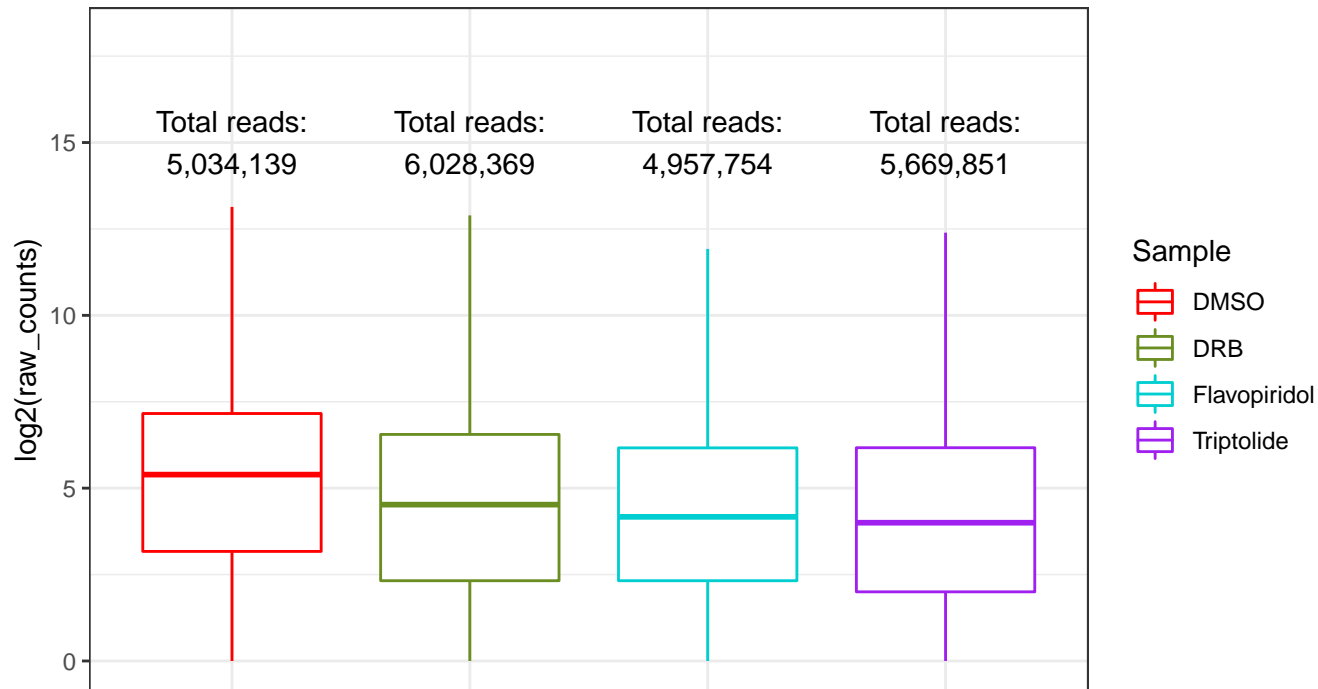 Total reads: Total reads: Total reads: Total reads:
5,034,139 6,028,369 4,957,754 5,669,851
15
10
5
0
log2(raw_counts)
Sample
DMSO
DRB
Flavopiridol
Triptolide